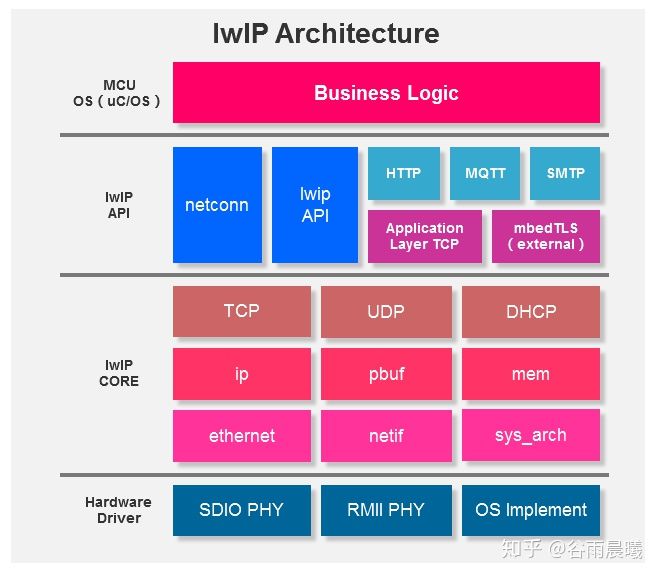 lwIP Architecture
MCU
OS ( uC/OS )
Business Logic
lwIP
API
netconn
lwip
API
HTTP
MQTT
SMTP
Application
Layer TCP
mbedTLS
( external )
lwIP
CORE
TCP
UDP
DHCP
ip
pbuf
mem
ethernet
netif
sys_arch
Hardware
Driver
SDIO PHY
RMII PHY
OS Implement
知乎 @谷雨晨曦